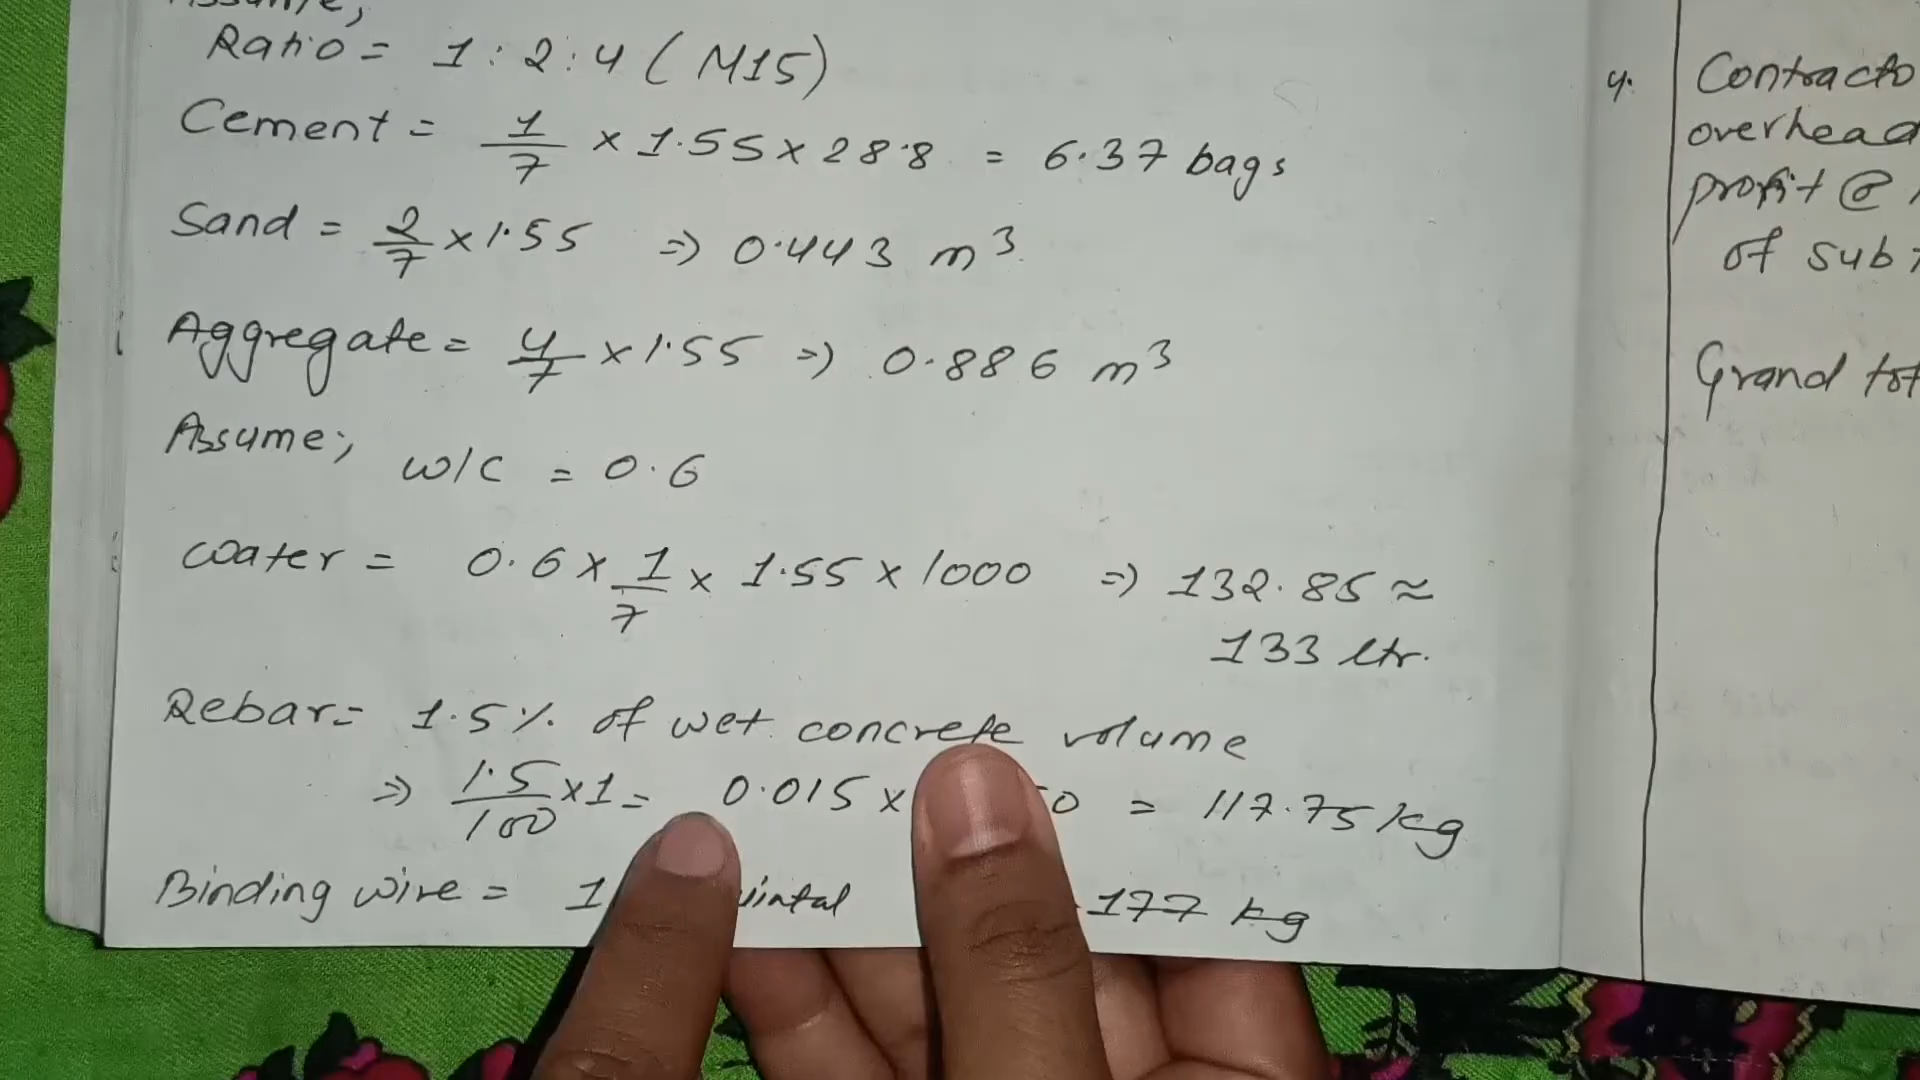 Ratio = 1 : 2 : 4 ( M15)
Cement = 1/7 × 1.55 × 28.8 = 6.37 bags
Sand = 2/7 × 1.55 => 0.443 m³
Aggregate = 4/7 × 1.55 => 0.886 m³
Assume;
w/c = 0.6
water = 0.6 × 1/7 × 1.55 × 1000 => 132.85 ≈
133 ltr.
Rebar = 1.5 % of wet concrete volume
=> 1.5/100 × 1 = 0.015 × = 117.75 kg
Binding wire = 1 177 kg
4.
overhead
profit @
of sub
Grand